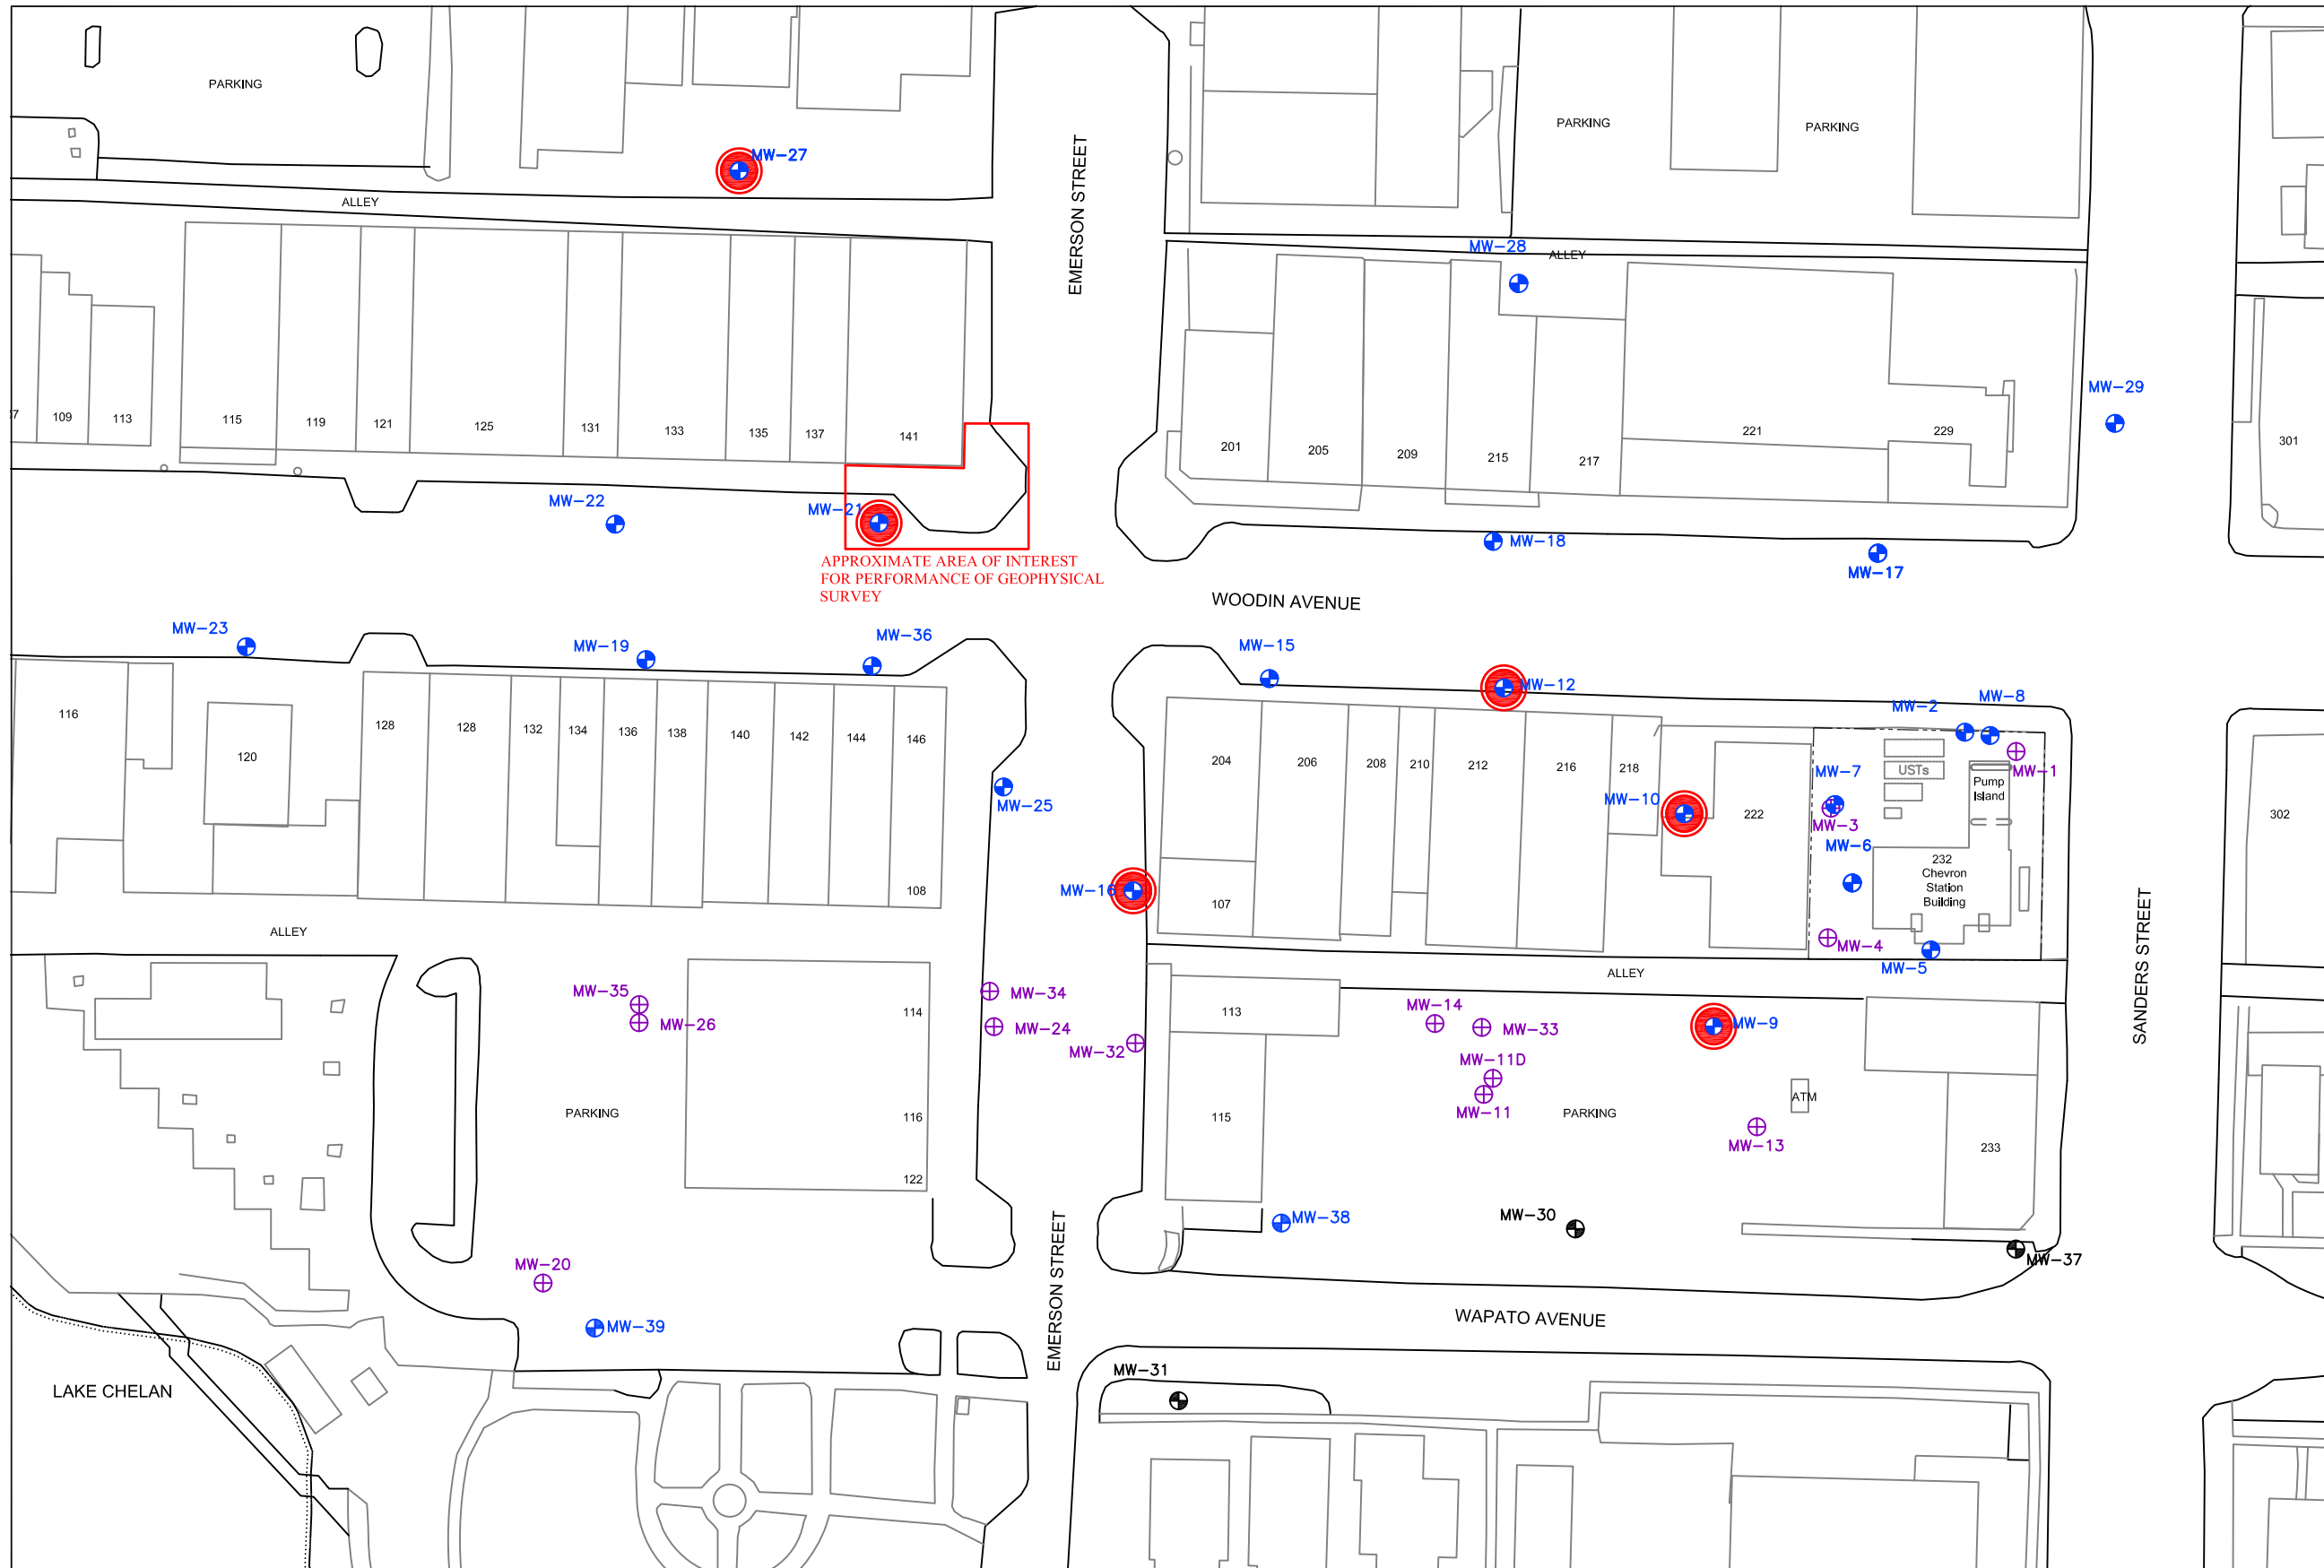 PARKING
MW-27
ALLEY
EMERSON STREET
PARKING
PARKING
MW-28
ALLEY
MW-29
109
113
115
119
121
125
131
133
135
137
141
201
205
209
215
217
221
229
301
MW-22
MW-21
MW-18
MW-17
APPROXIMATE AREA OF INTEREST
FOR PERFORMANCE OF GEOPHYSICAL
SURVEY
WOODIN AVENUE
MW-23
MW-19
MW-36
MW-15
MW-12
MW-2
MW-8
116
120
128
128
132
134
136
138
140
142
144
146
108
MW-25
204
206
208
210
212
216
218
MW-10
222
MW-7
USTs
MW-1
Pump
Island
MW-3
MW-6
232
Chevron
Station
Building
302
MW-16
107
MW-4
MW-5
ALLEY
ALLEY
SANDERS STREET
MW-35
MW-26
MW-34
MW-24
MW-32
114
116
122
PARKING
113
115
MW-14
MW-33
MW-11D
MW-11
PARKING
MW-9
ATM
MW-13
233
MW-20
MW-39
EMERSON STREET
MW-38
MW-30
MW-37
WAPATO AVENUE
MW-31
LAKE CHELAN